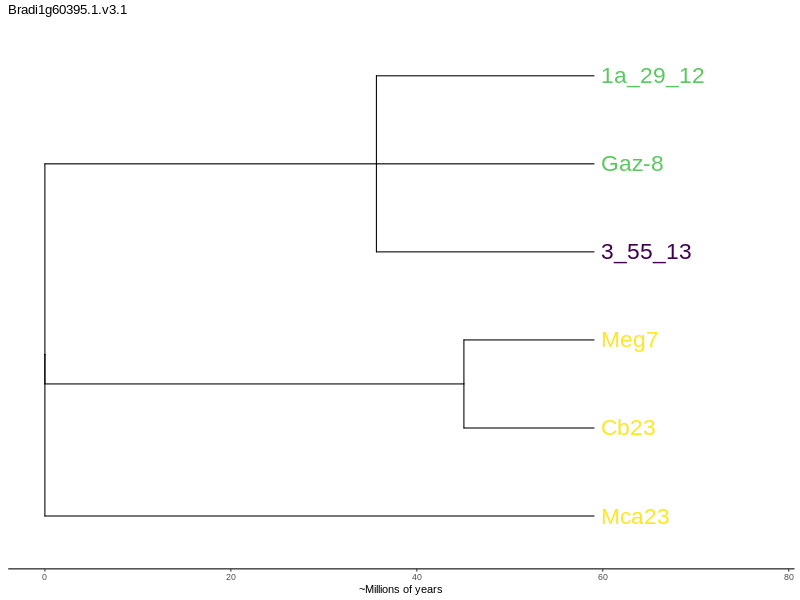 Bradi1g60395.1.v3.1
1a_29_12
Gaz-8
3_55_13
Meg7
Cb23
Mca23
0 20 40 60 80
~Millions of years